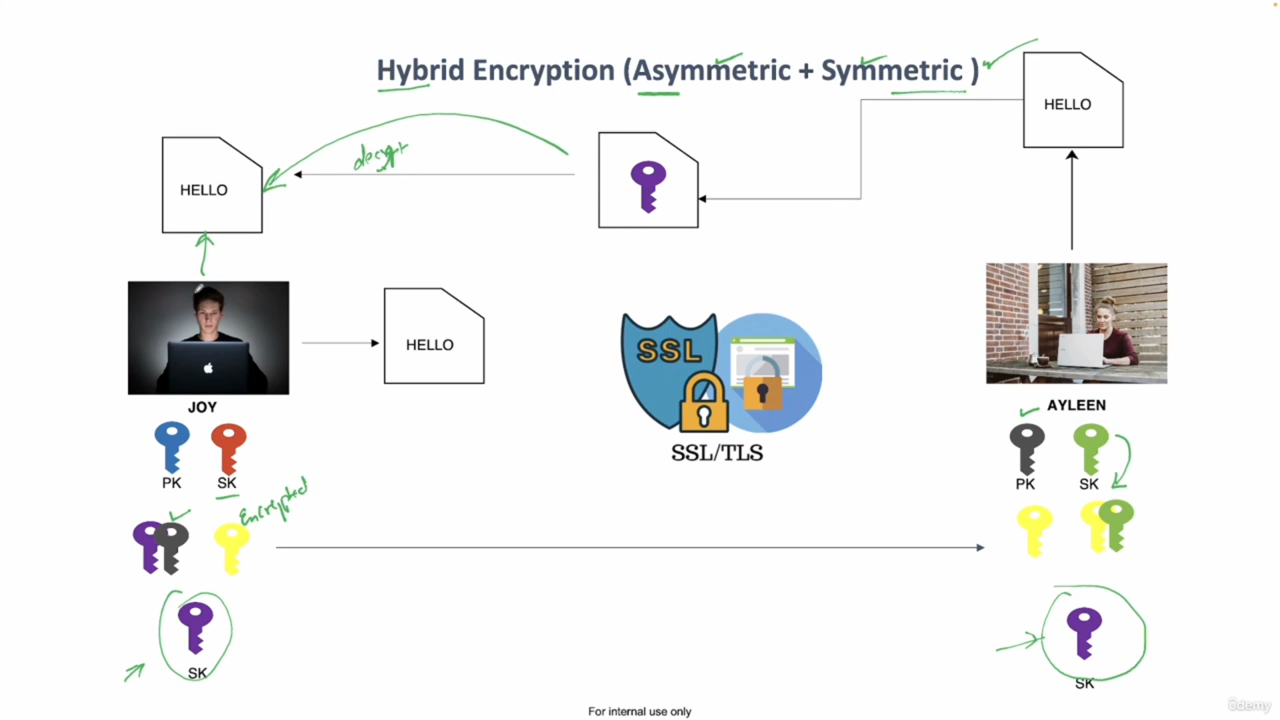 Hybrid Encryption (Asymmetric + Symmetric )
HELLO
HELLO
decrypt
HELLO
SSL
JOY
AYLEEN
SSL/TLS
PK
SK
PK
SK
Encrypted
SK
SK
For internal use only
ûdemy